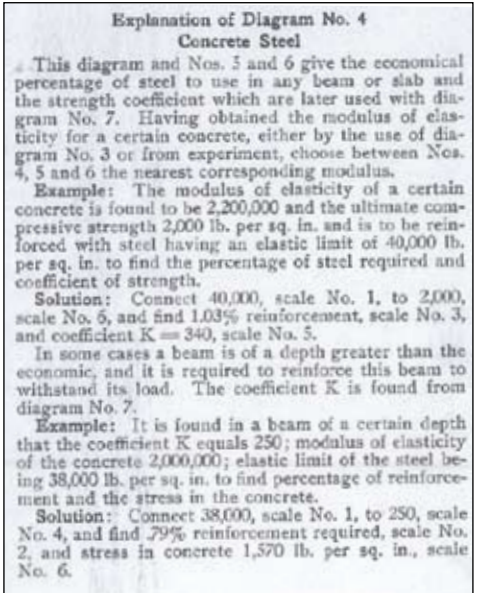 Explanation of Diagram No. 4
Concrete Steel
This diagram and Nos. 5 and 6 give the economical
percentage of steel to use in any beam or slab and
the strength coefficient which are later used with dia-
gram No. 7. Having obtained the modulus of elas-
ticity for a certain concrete, either by the use of dia-
gram No. 3 or from experiment, choose between Nos.
4, 5 and 6 the nearest corresponding modulus.
Example: The modulus of elasticity of a certain
concrete is found to be 2,200,000 and the ultimate com-
pressive strength 2,000 lb. per sq. in. and is to be rein-
forced with steel having an elastic limit of 40,000 lb.
per sq. in. to find the percentage of steel required and
coefficient of strength.
Solution: Connect 40,000, scale No. 1, to 2,000,
scale No. 6, and find 1.03% reinforcement, scale No. 3,
and coefficient K = 340, scale No. 5.
In some cases a beam is of a depth greater than the
economic, and it is required to reinforce this beam to
withstand its load. The coefficient K is found from
diagram No. 7.
Example: It is found in a beam of a certain depth
that the coefficient K equals 250; modulus of elasticity
of the concrete 2,000,000; elastic limit of the steel be-
ing 38,000 lb. per sq. in. to find percentage of reinforce-
ment and the stress in the concrete.
Solution: Connect 38,000, scale No. 1, to 250, scale
No. 4, and find .79% reinforcement required, scale No.
2, and stress in concrete 1,570 lb. per sq. in., scale
No. 6.